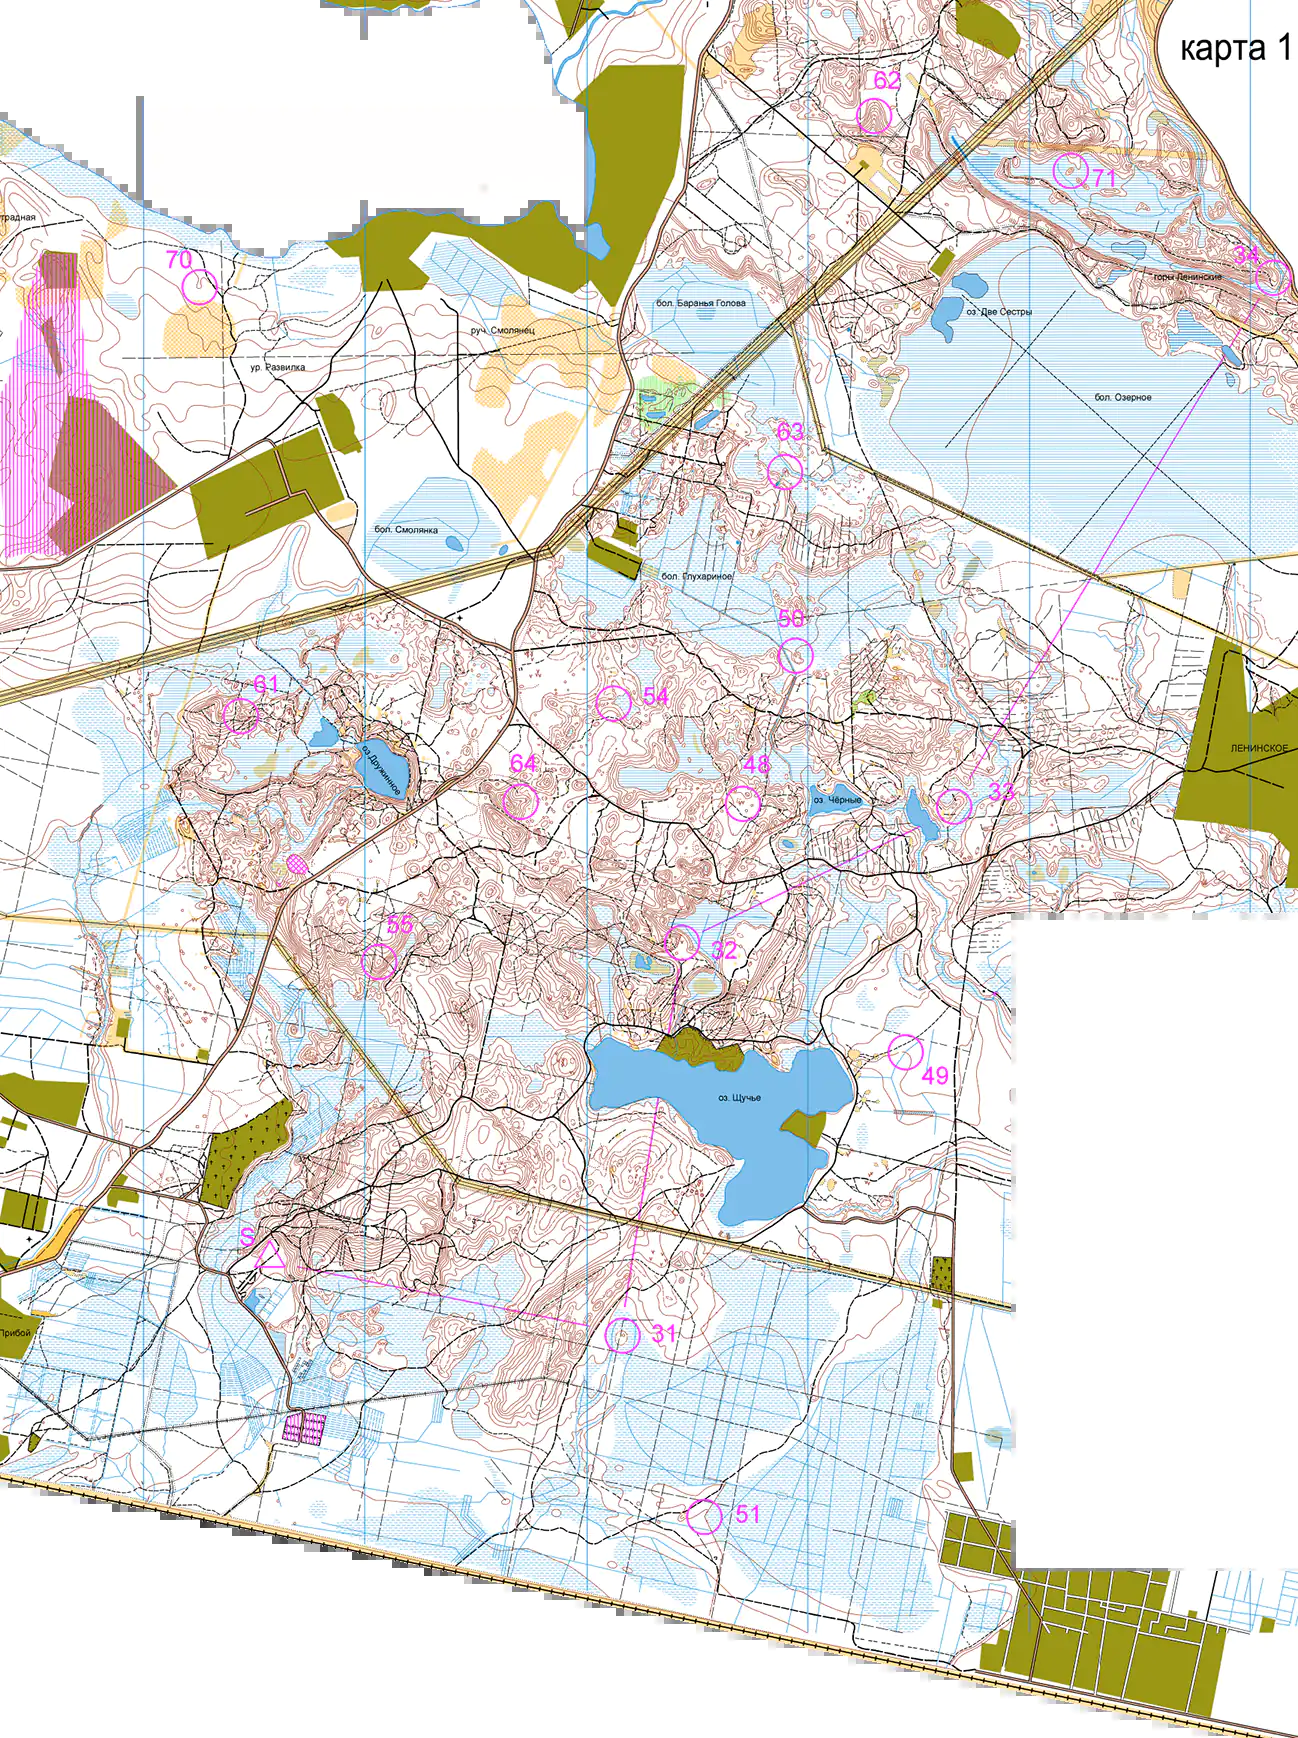 карта 1
62
71
34
70
горы Ленинские
бол. Баранья Голова
оз. Две Сестры
руч. Смолянец
ур. Развилка
бол. Озерное
63
бол. Смолянка
бол. Глухариное
50
61
54
ЛЕНИНСКОЕ
оз. Дружинное
64
48
33
оз. Чёрные
55
32
49
оз. Щучье
S
31
Прибой
51